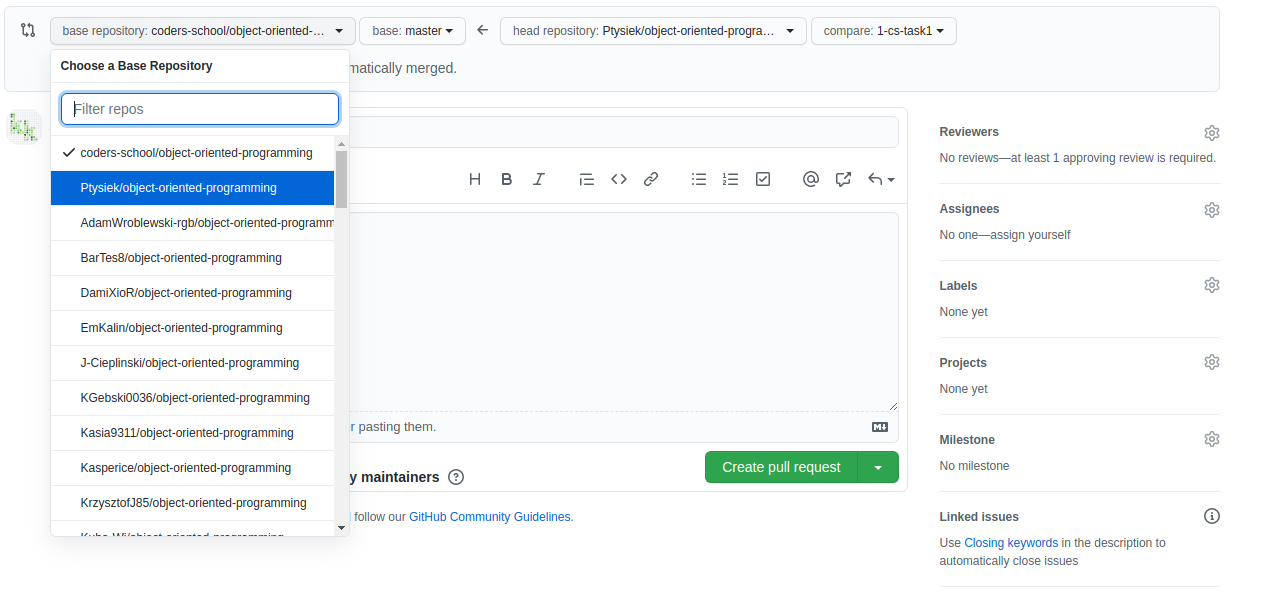 base repository: coders-school/object-oriented-...
base: master
head repository: Ptysiek/object-oriented-progra...
compare: 1-cs-task1
Choose a Base Repository
matically merged.
Filter repos
coders-school/object-oriented-programming
Ptysiek/object-oriented-programming
AdamWroblewski-rgb/object-oriented-programm
BarTes8/object-oriented-programming
DamiXioR/object-oriented-programming
EmKalin/object-oriented-programming
J-Cieplinski/object-oriented-programming
KGebski0036/object-oriented-programming
Kasia9311/object-oriented-programming
Kasperice/object-oriented-programming
KrzysztofJ85/object-oriented-programming
H B I
r pasting them.
y maintainers
Create pull request
follow our GitHub Community Guidelines.
Reviewers
No reviews—at least 1 approving review is required.
Assignees
No one—assign yourself
Labels
None yet
Projects
None yet
Milestone
No milestone
Linked issues
Use Closing keywords in the description to
automatically close issues